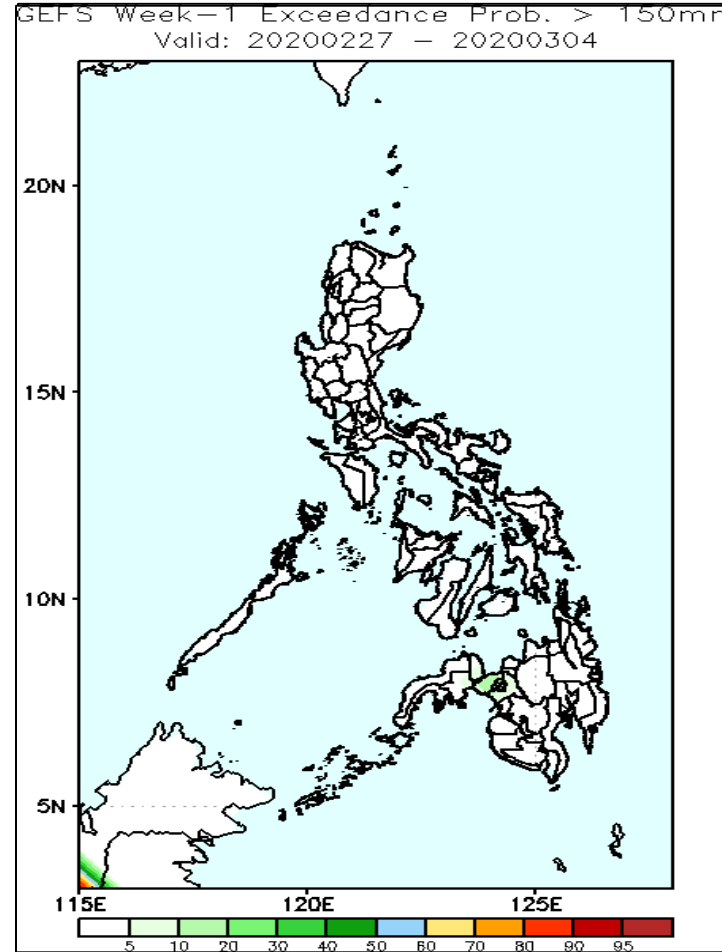 GEFS Week-1 Exceedance Prob. > 150mm
Valid: 20200227 - 20200304
20N
15N
10N
5N
115E 120E 125E
5 10 20 30 40 50 60 70 80 90 95